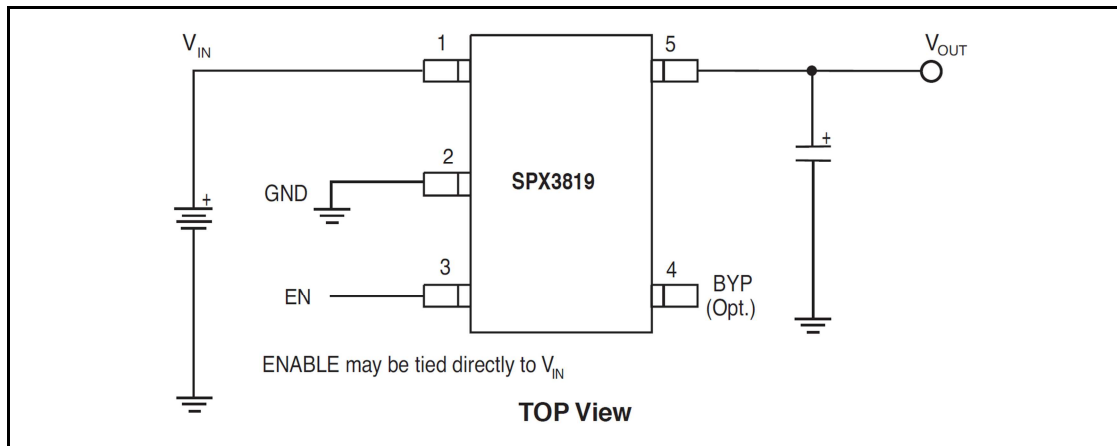 V_IN
1
5
V_OUT
+
+
2
GND
SPX3819
+
3
4
EN
BYP
(Opt.)
ENABLE may be tied directly to V_IN
TOP View